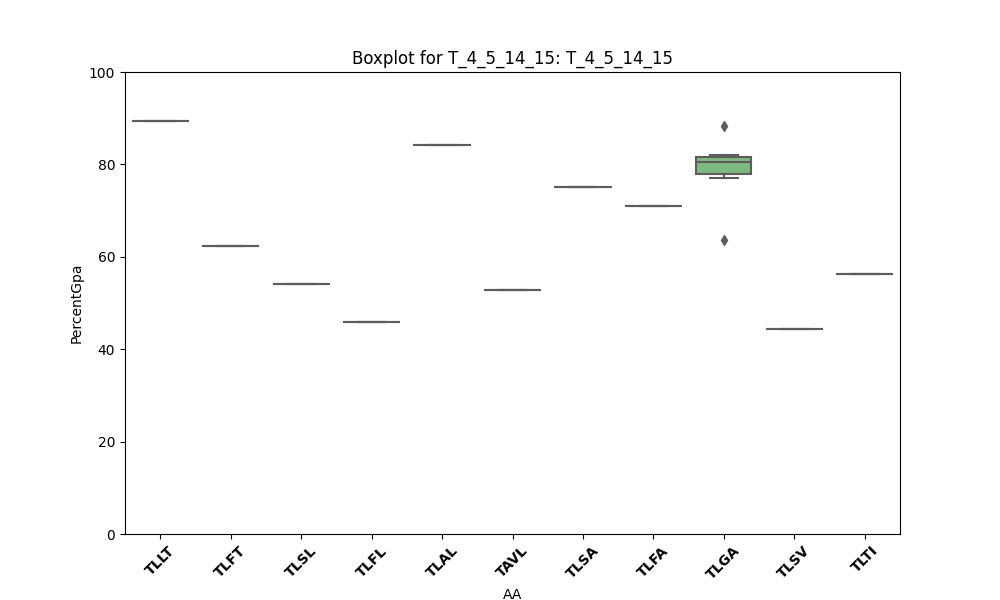 Boxplot for T_4_5_14_15: T_4_5_14_15
100
80
60
40
20
0
PercentGpa
TLLT
TLFT
TLSL
TLFL
TLAL
TAVL
TLSA
TLFA
TLGA
TLSV
TLTI
AA